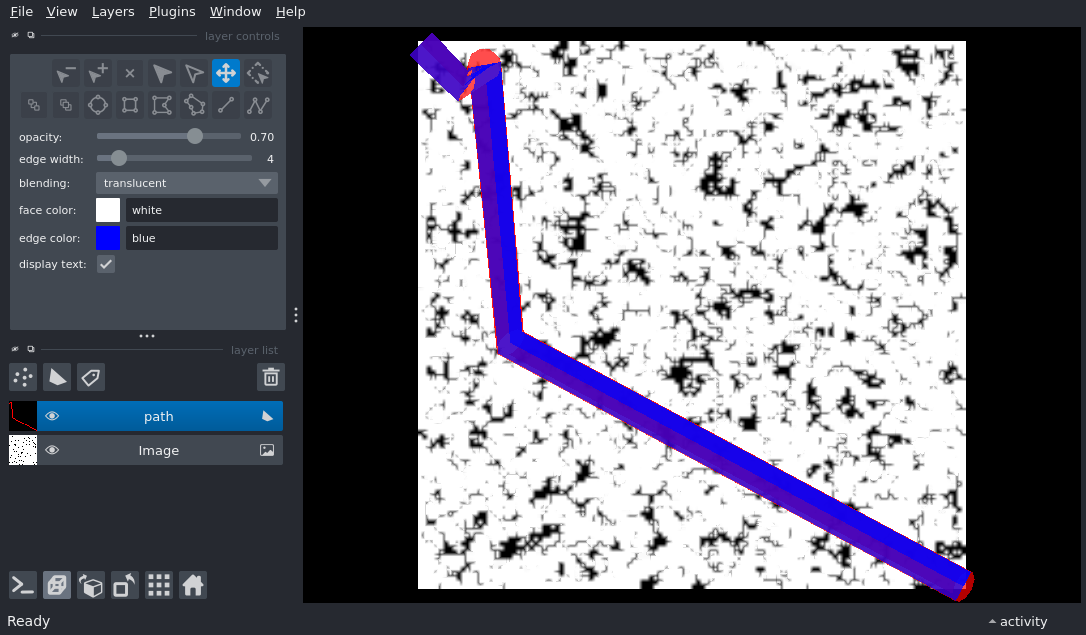 File View Layers Plugins Window Help
layer controls
opacity: 0.70
edge width: 4
blending: translucent
face color: white
edge color: blue
display text:
layer list
path
Image
Ready activity